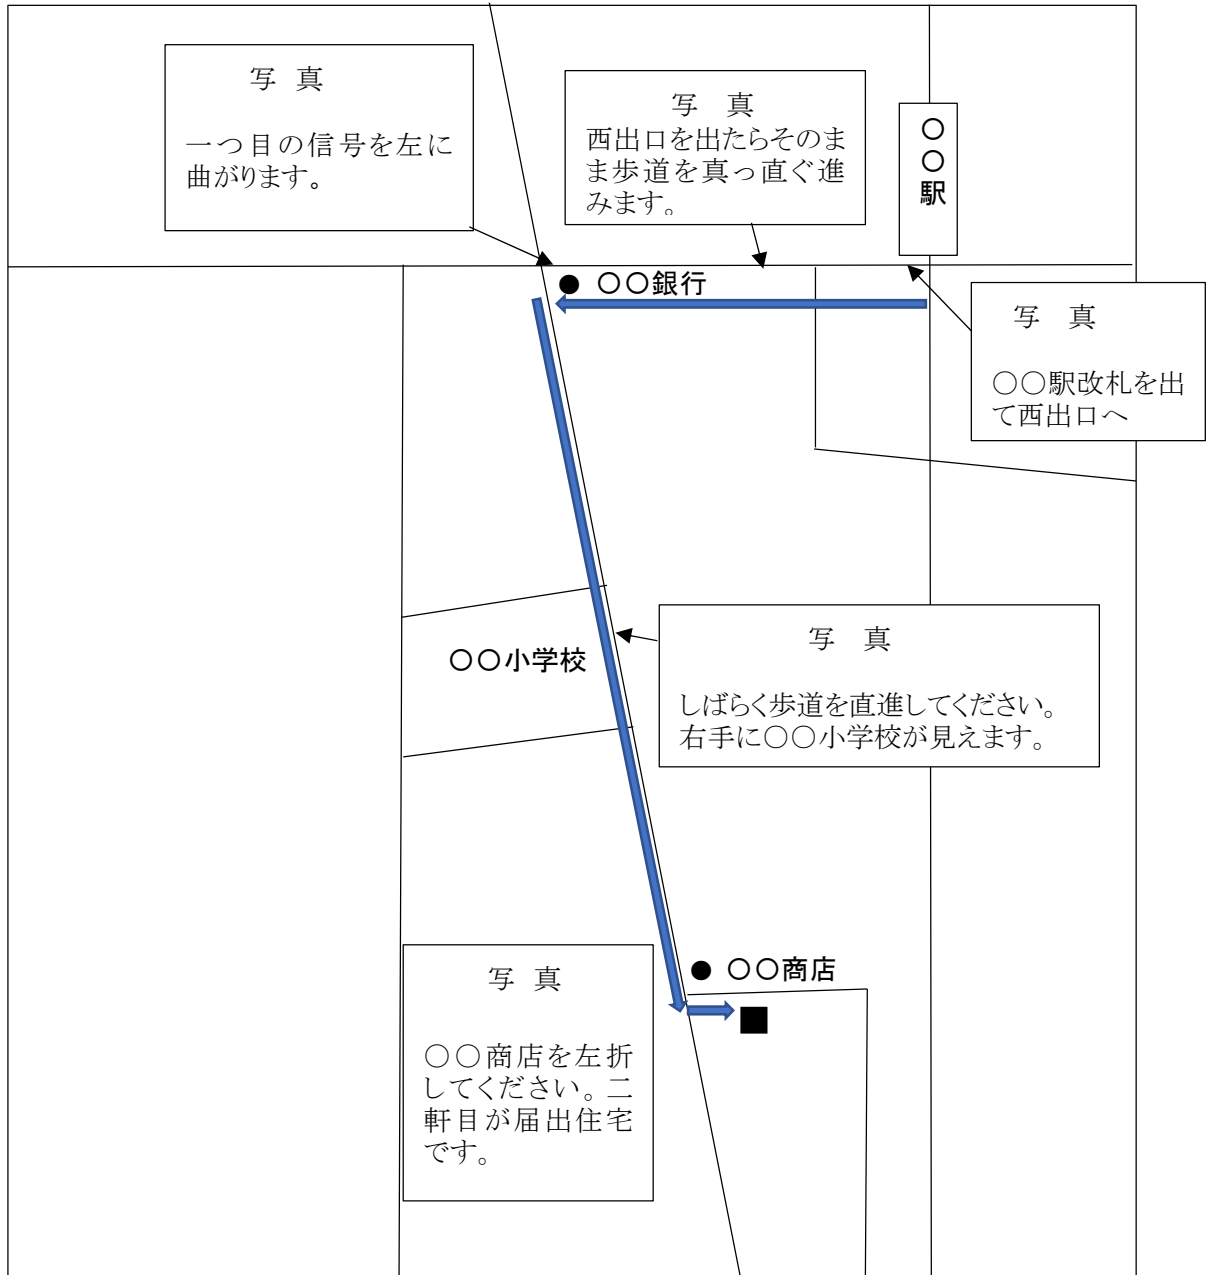 写 真
一つ目の信号を左に
曲がります。
写 真
西出口を出たらそのま
ま歩道を真っ直ぐ進
みます。
〇〇駅
● 〇〇銀行
写 真
〇〇駅改札を出
て西出口へ
〇〇小学校
写 真
しばらく歩道を直進してください。
右手に〇〇小学校が見えます。
● 〇〇商店
写 真
〇〇商店を左折
してください。二
軒目が届出住宅
です。